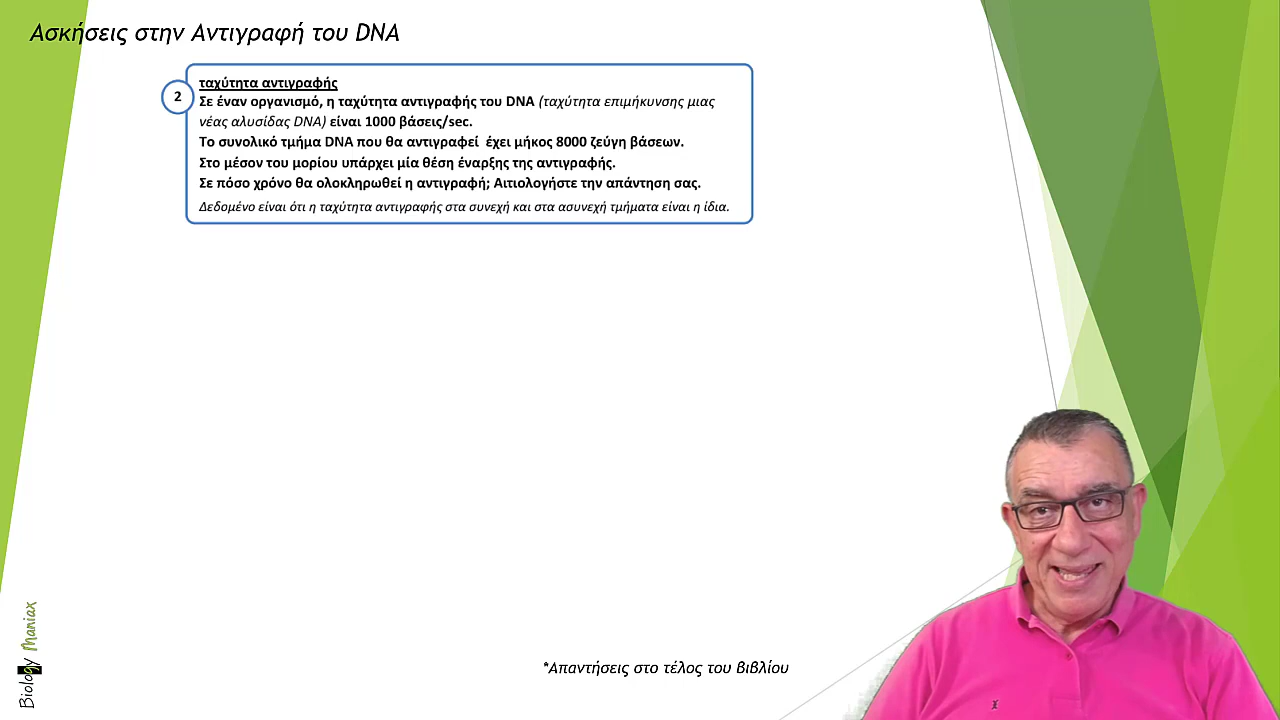 Ασκήσεις στην Αντιγραφή του DNA
2
ταχύτητα αντιγραφής
Σε έναν οργανισμό, η ταχύτητα αντιγραφής του DNA (ταχύτητα επιμήκυνσης μιας
νέας αλυσίδας DNA) είναι 1000 βάσεις/sec.
Το συνολικό τμήμα DNA που θα αντιγραφεί έχει μήκος 8000 ζεύγη βάσεων.
Στο μέσον του μορίου υπάρχει μία θέση έναρξης της αντιγραφής.
Σε πόσο χρόνο θα ολοκληρωθεί η αντιγραφή; Αιτιολογήστε την απάντηση σας.
Δεδομένο είναι ότι η ταχύτητα αντιγραφής στα συνεχή και στα ασυνεχή τμήματα είναι η ίδια.
*Απαντήσεις στο τέλος του βιβλίου
Biology Maniax